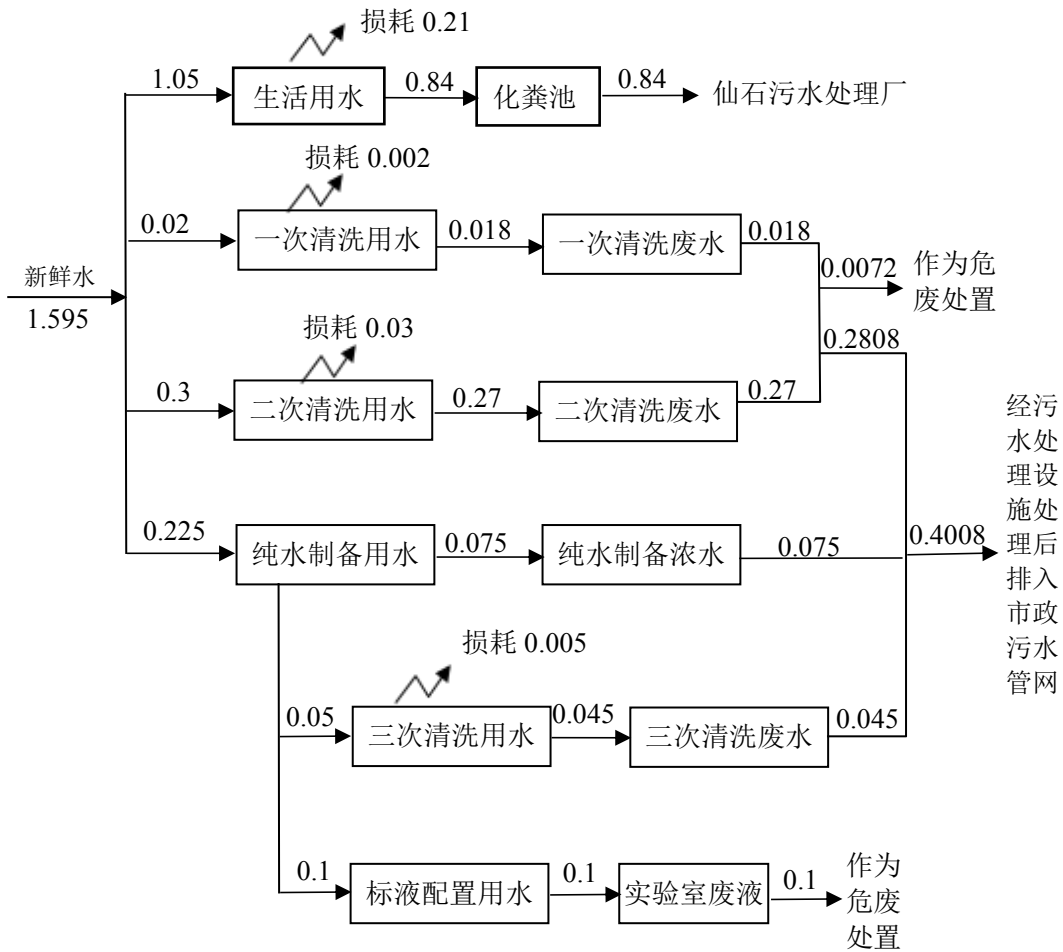 损耗 0.21
1.05
生活用水
0.84
化粪池
0.84
仙石污水处理厂
损耗 0.002
0.02
一次清洗用水
0.018
一次清洗废水
0.018
0.0072
作为危
废处置
新鲜水
1.595
损耗 0.03
0.2808
0.3
二次清洗用水
0.27
二次清洗废水
0.27
经污
水处
理设
施处
理后
排入
市政
污水
管网
0.225
纯水制备用水
0.075
纯水制备浓水
0.075
0.4008
损耗 0.005
0.05
三次清洗用水
0.045
三次清洗废水
0.045
0.1
标液配置用水
0.1
实验室废液
0.1
作为
危废
处置